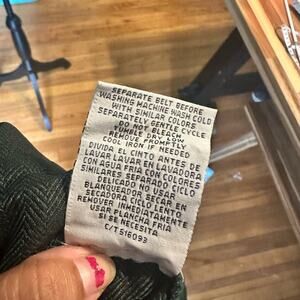 SEPARATE BELT BEFORE
WASHING MACHINE WASH COLD
WITH SIMILAR COLORS
SEPARATELY GENTLE CYCLE
DO NOT BLEACH
TUMBLE DRY LOW
REMOVE PROMPTLY
COOL IRON IF NEEDED
DIVIDA EL CINTO ANTES DE
LAVAR LAVAR EN LAVADORA
CON AGUA FRIA CON COLORES
SIMILARES SEPARADO CICLO
DELICADO NO USAR
BLANQUEADOR SECAR EN
SECADORA CICLO LENTO
REMOVER INMEDIATAMENTE
USAR PLANCHA FRIA
SI SE NECESITA
C/T516093